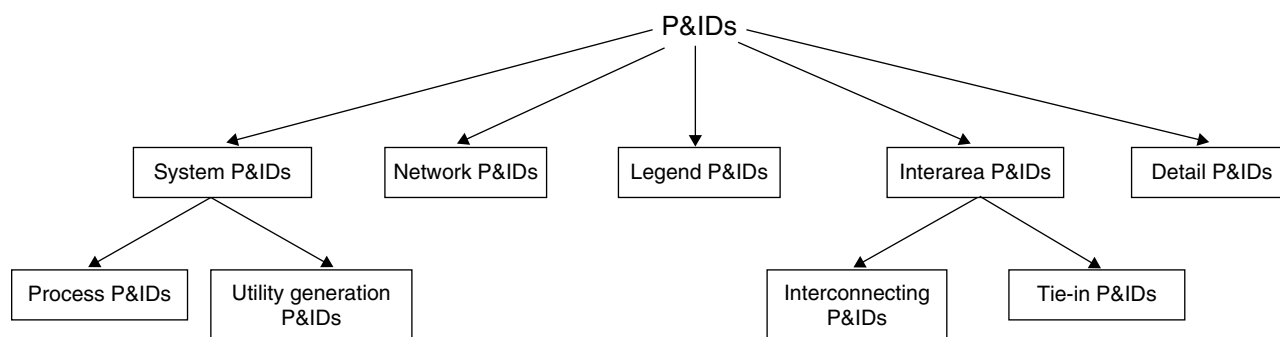 P&IDs
System P&IDs
Network P&IDs
Legend P&IDs
Interarea P&IDs
Detail P&IDs
Process P&IDs
Utility generation
P&IDs
Interconnecting
P&IDs
Tie-in P&IDs